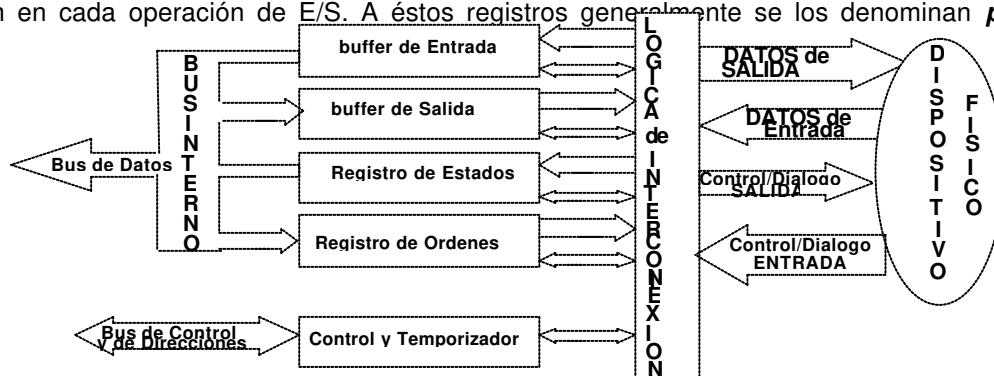 en cada operación de E/S. A éstos registros generalmente se los denominan
buffer de Entrada
buffer de Salida
Registro de Estados
Registro de Ordenes
Control y Temporizador
Bus de Datos
BUS INTERNO
Bus de Control
y de Direcciones
LOGICA de INTERCONEXION
DATOS de
SALIDA
DATOS de
Entrada
Control/Dialogo
SALIDA
Control/Dialogo
ENTRADA
DISPOSITIVO
FISICO